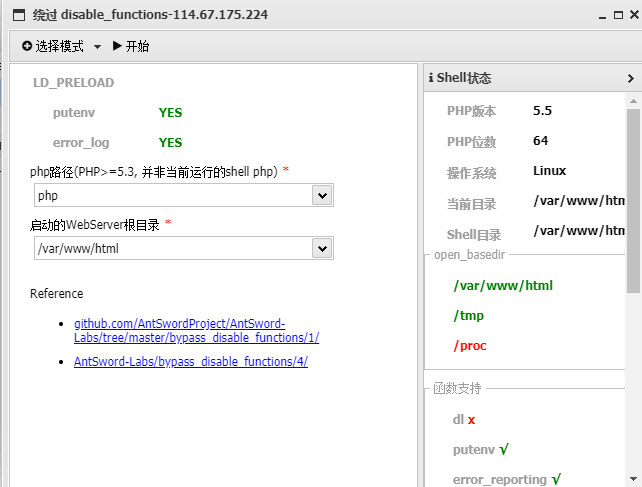 绕过 disable_functions-114.67.175.224
选择模式 开始
LD_PRELOAD
putenv YES
error_log YES
php路径(PHP>=5.3, 并非当前运行的shell php) *
php
启动的WebServer根目录 *
/var/www/html
Reference
github.com/AntSwordProject/AntSword-
Labs/tree/master/bypass_disable_functions/1/
AntSword-Labs/bypass_disable_functions/4/
Shell状态
PHP版本 5.5
PHP位数 64
操作系统 Linux
当前目录 /var/www/htm
Shell目录 /var/www/htm
open_basedir
/var/www/html
/tmp
/proc
函数支持
dl x
putenv √
error_reporting √